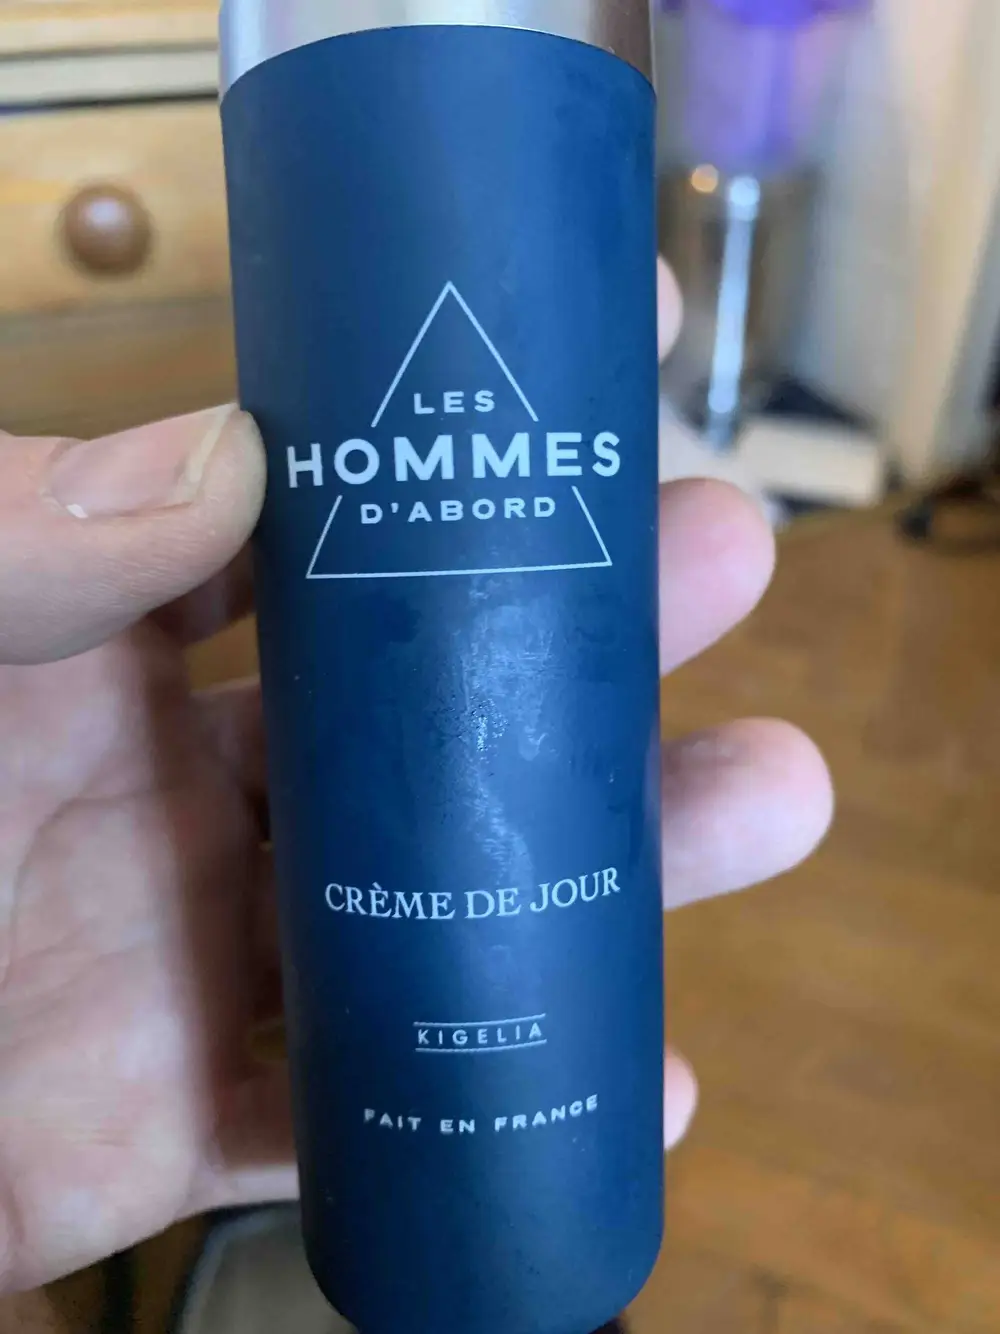 LES
HOMMES
D'ABORD
CRÈME DE JOUR
KIGELIA
FAIT EN FRANCE